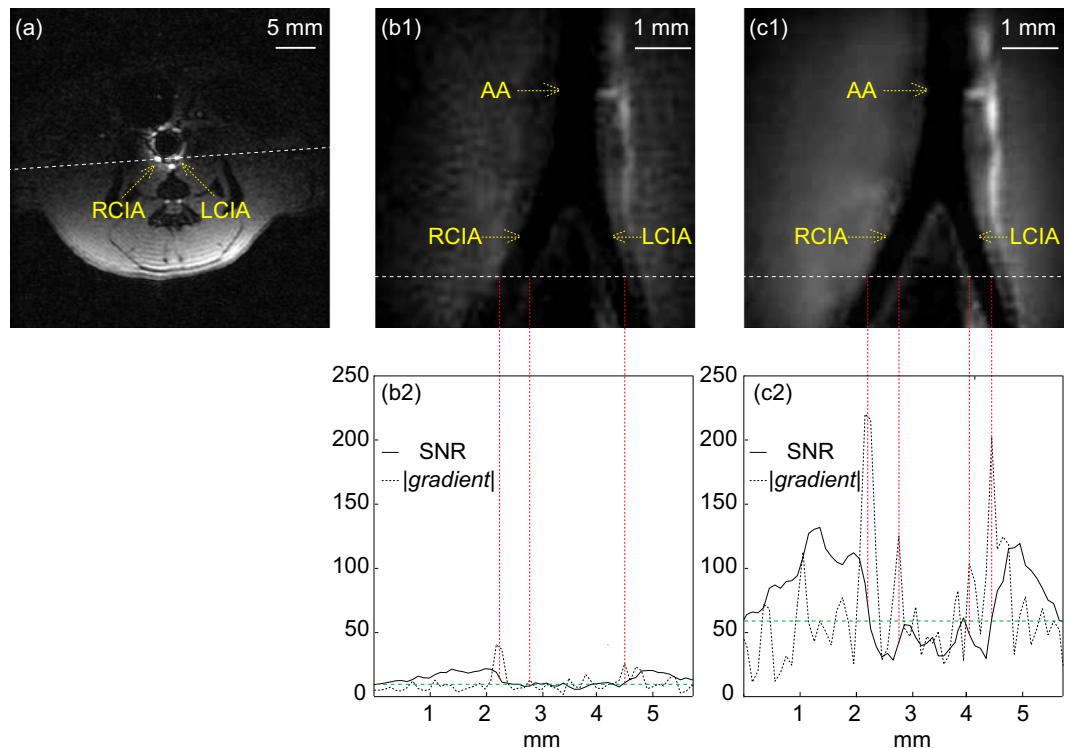 (a)
5 mm
RCIA
LCIA
(b1)
1 mm
AA
RCIA
LCIA
(c1)
1 mm
AA
RCIA
LCIA
(b2)
250
200
150
100
50
0
SNR
|gradient|
1 2 3 4 5
mm
(c2)
250
200
150
100
50
0
SNR
|gradient|
1 2 3 4 5
mm